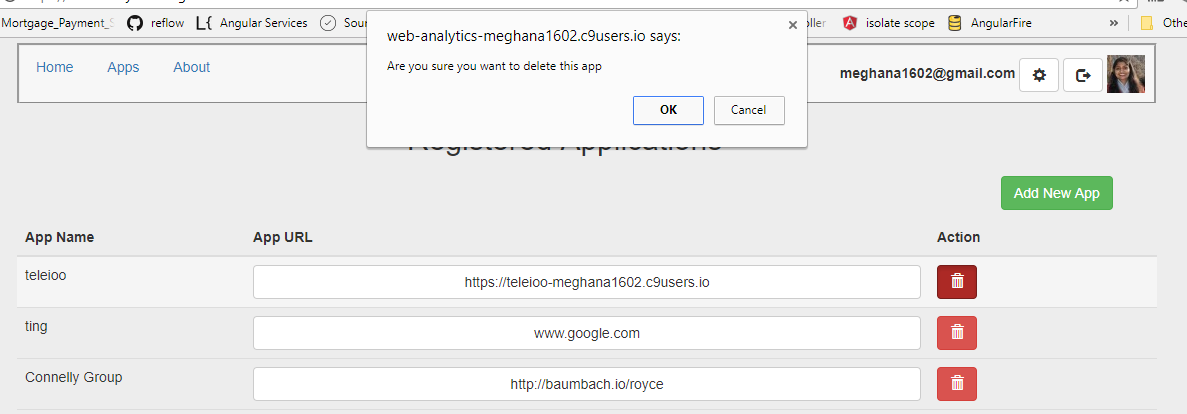 Mortgage_Payment_S
reflow
Angular Services
Sour
oller
isolate scope
AngularFire
»
Other
web-analytics-meghana1602.c9users.io says:
Are you sure you want to delete this app
OK
Cancel
Home
Apps
About
meghana1602@gmail.com
Registered Applications
Add New App
App Name
App URL
Action
teleioo
https://teleioo-meghana1602.c9users.io
ting
www.google.com
Connelly Group
http://baumbach.io/royce